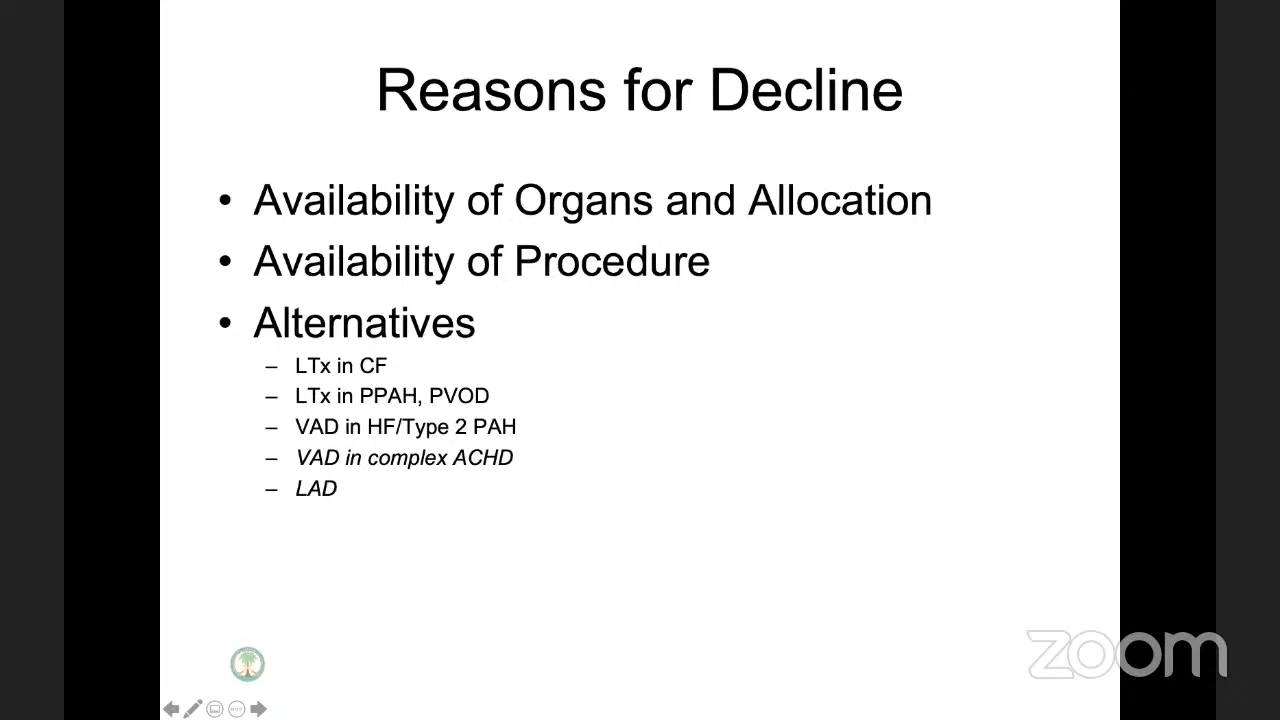 Reasons for Decline
• Availability of Organs and Allocation
• Availability of Procedure
• Alternatives
– LTx in CF
– LTx in PPAH, PVOD
– VAD in HF/Type 2 PAH
– VAD in complex ACHD
– LAD
zoom